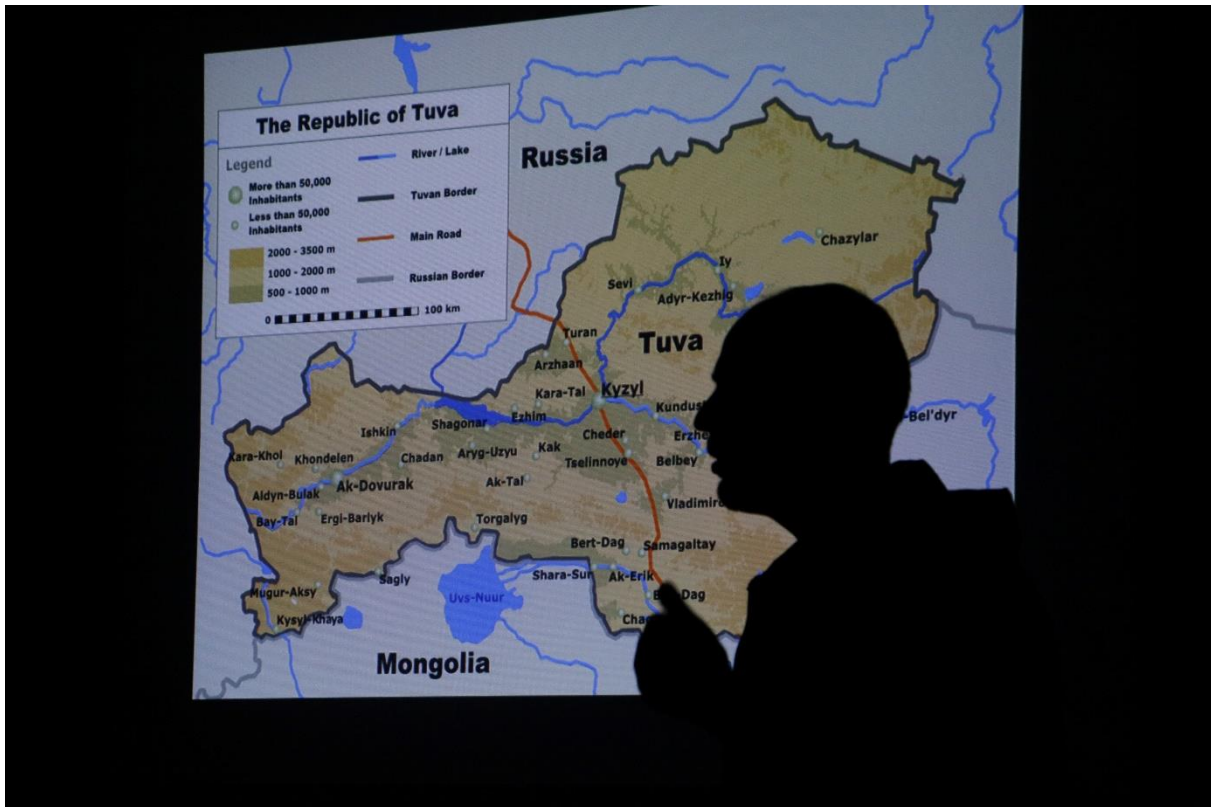 The Republic of Tuva
Legend
More than 50,000
Inhabitants
Less than 50,000
Inhabitants
2000 - 3500 m
1000 - 2000 m
500 - 1000 m
River / Lake
Tuvan Border
Main Road
Russian Border
0
100 km
Russia
Chazylar
Iy
Sevi
Adyr-Kezhig
Turan
Tuva
Arzhaan
Kara-Tal
Kyzyl
Ezhim
Kundus
-Bel'dyr
Shagonar
Ishkin
Cheder
Erzhe
Kara-Khol
Khondelen
Chadan
Aryg-Uzyu
Kak
Tselinnoye
Belbey
Aldyn-Bulak
Ak-Dovurak
Ak-Tal
Vladimiro
Bay-Tal
Ergi-Barlyk
Torgalyg
Bert-Dag
Samagaltay
Sagly
Shara-Sur
Ak-Erik
Mugur-Aksy
Uvs-Nuur
Dag
Kysyl-Khaya
Cha
Mongolia